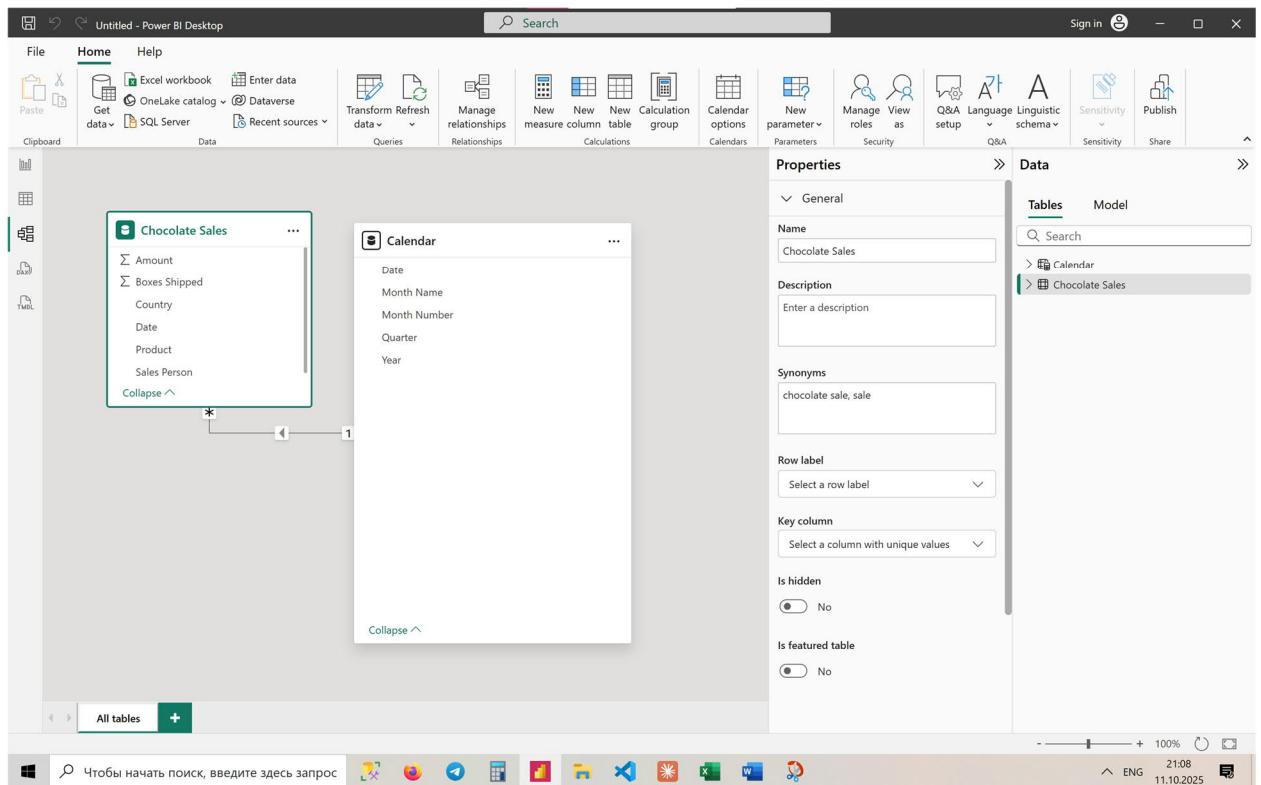 Untitled - Power BI Desktop
Search
Sign in
File Home Help
Paste
Clipboard
Get data
Excel workbook
OneLake catalog
SQL Server
Enter data
Dataverse
Recent sources
Data
Transform data
Refresh
Queries
Manage relationships
Relationships
New measure
New column
New table
Calculation group
Calculations
Calendar options
Calendars
New parameter
Parameters
Manage roles
View as
Security
Q&A setup
Language
Linguistic schema
Q&A
Sensitivity
Sensitivity
Publish
Share
DAX
TMDL
Chocolate Sales
∑ Amount
∑ Boxes Shipped
Country
Date
Product
Sales Person
Collapse
*
1
Calendar
Date
Month Name
Month Number
Quarter
Year
Collapse
Properties
General
Name
Chocolate Sales
Description
Enter a description
Synonyms
chocolate sale, sale
Row label
Select a row label
Key column
Select a column with unique values
Is hidden
No
Is featured table
No
Data
Tables Model
Search
Calendar
Chocolate Sales
All tables +
- + 100%
Чтобы начать поиск, введите здесь запрос
ENG
21:08
11.10.2025